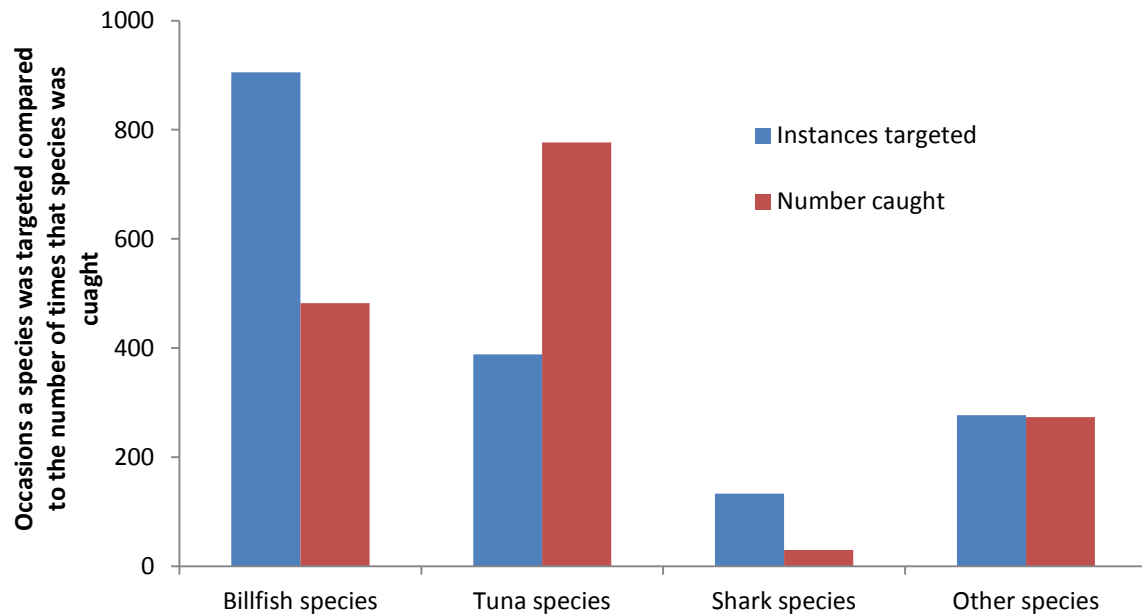 Occasions a species was targeted compared
to the number of times that species was
cuaght
1000
800
600
400
200
0
Instances targeted
Number caught
Billfish species
Tuna species
Shark species
Other species